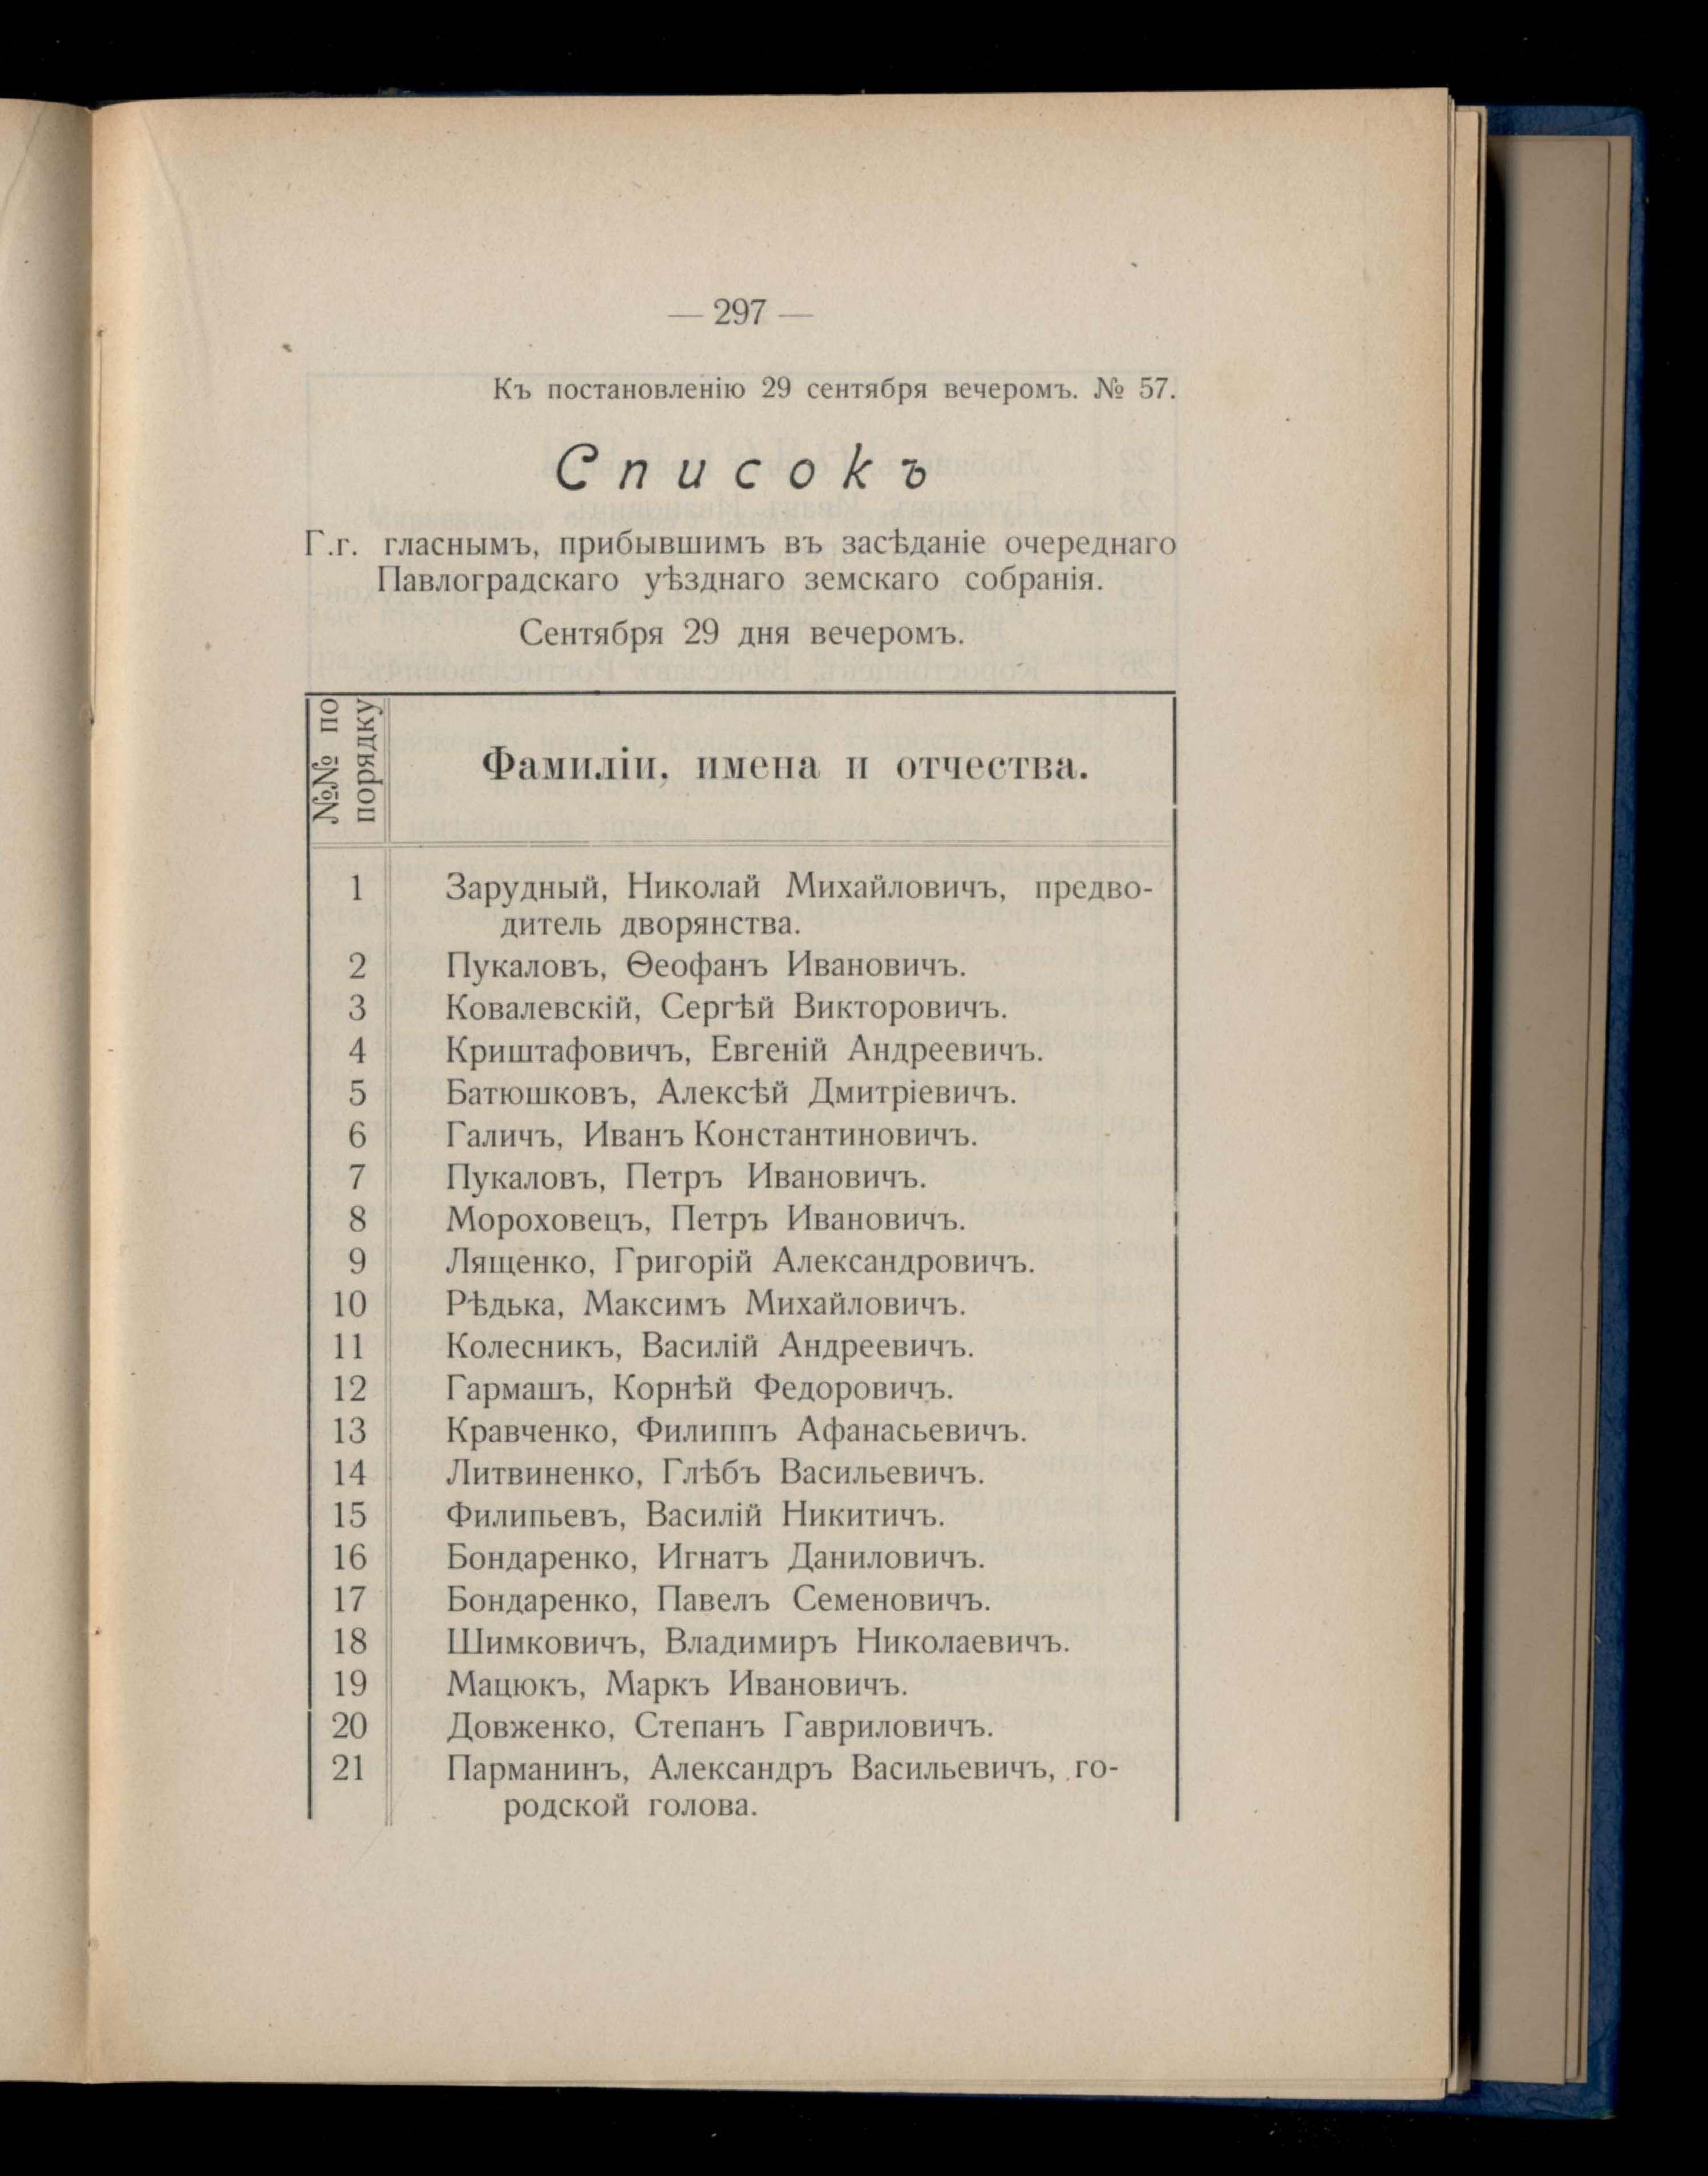 — 297 —
Къ постановленію 29 сентября вечеромъ. № 57.
Списокъ
Г.г. гласнымъ, прибывшимъ въ засѣданіе очереднаго
Павлоградскаго уѣзднаго земскаго собранія.
Сентября 29 дня вечеромъ.
№№ по
порядку
Фамиліи, имена и отчества.
1 Зарудный, Николай Михайловичъ, предво-
дитель дворянства.
2 Пукаловъ, Ѳеофанъ Ивановичъ.
3 Ковалевскій, Сергѣй Викторовичъ.
4 Криштафовичъ, Евгеній Андреевичъ.
5 Батюшковъ, Алексѣй Дмитріевичъ.
6 Галичъ, Иванъ Константиновичъ.
7 Пукаловъ, Петръ Ивановичъ.
8 Мороховецъ, Петръ Ивановичъ.
9 Лященко, Григорій Александровичъ.
10 Рѣдька, Максимъ Михайловичъ.
11 Колесникъ, Василій Андреевичъ.
12 Гармашъ, Корнѣй Федоровичъ.
13 Кравченко, Филиппъ Афанасьевичъ.
14 Литвиненко, Глѣбъ Васильевичъ.
15 Филипьевъ, Василій Никитичъ.
16 Бондаренко, Игнатъ Даниловичъ.
17 Бондаренко, Павелъ Семеновичъ.
18 Шимковичъ, Владимиръ Николаевичъ.
19 Мацюкъ, Маркъ Ивановичъ.
20 Довженко, Степанъ Гавриловичъ.
21 Парманинъ, Александръ Васильевичъ, го-
родской голова.